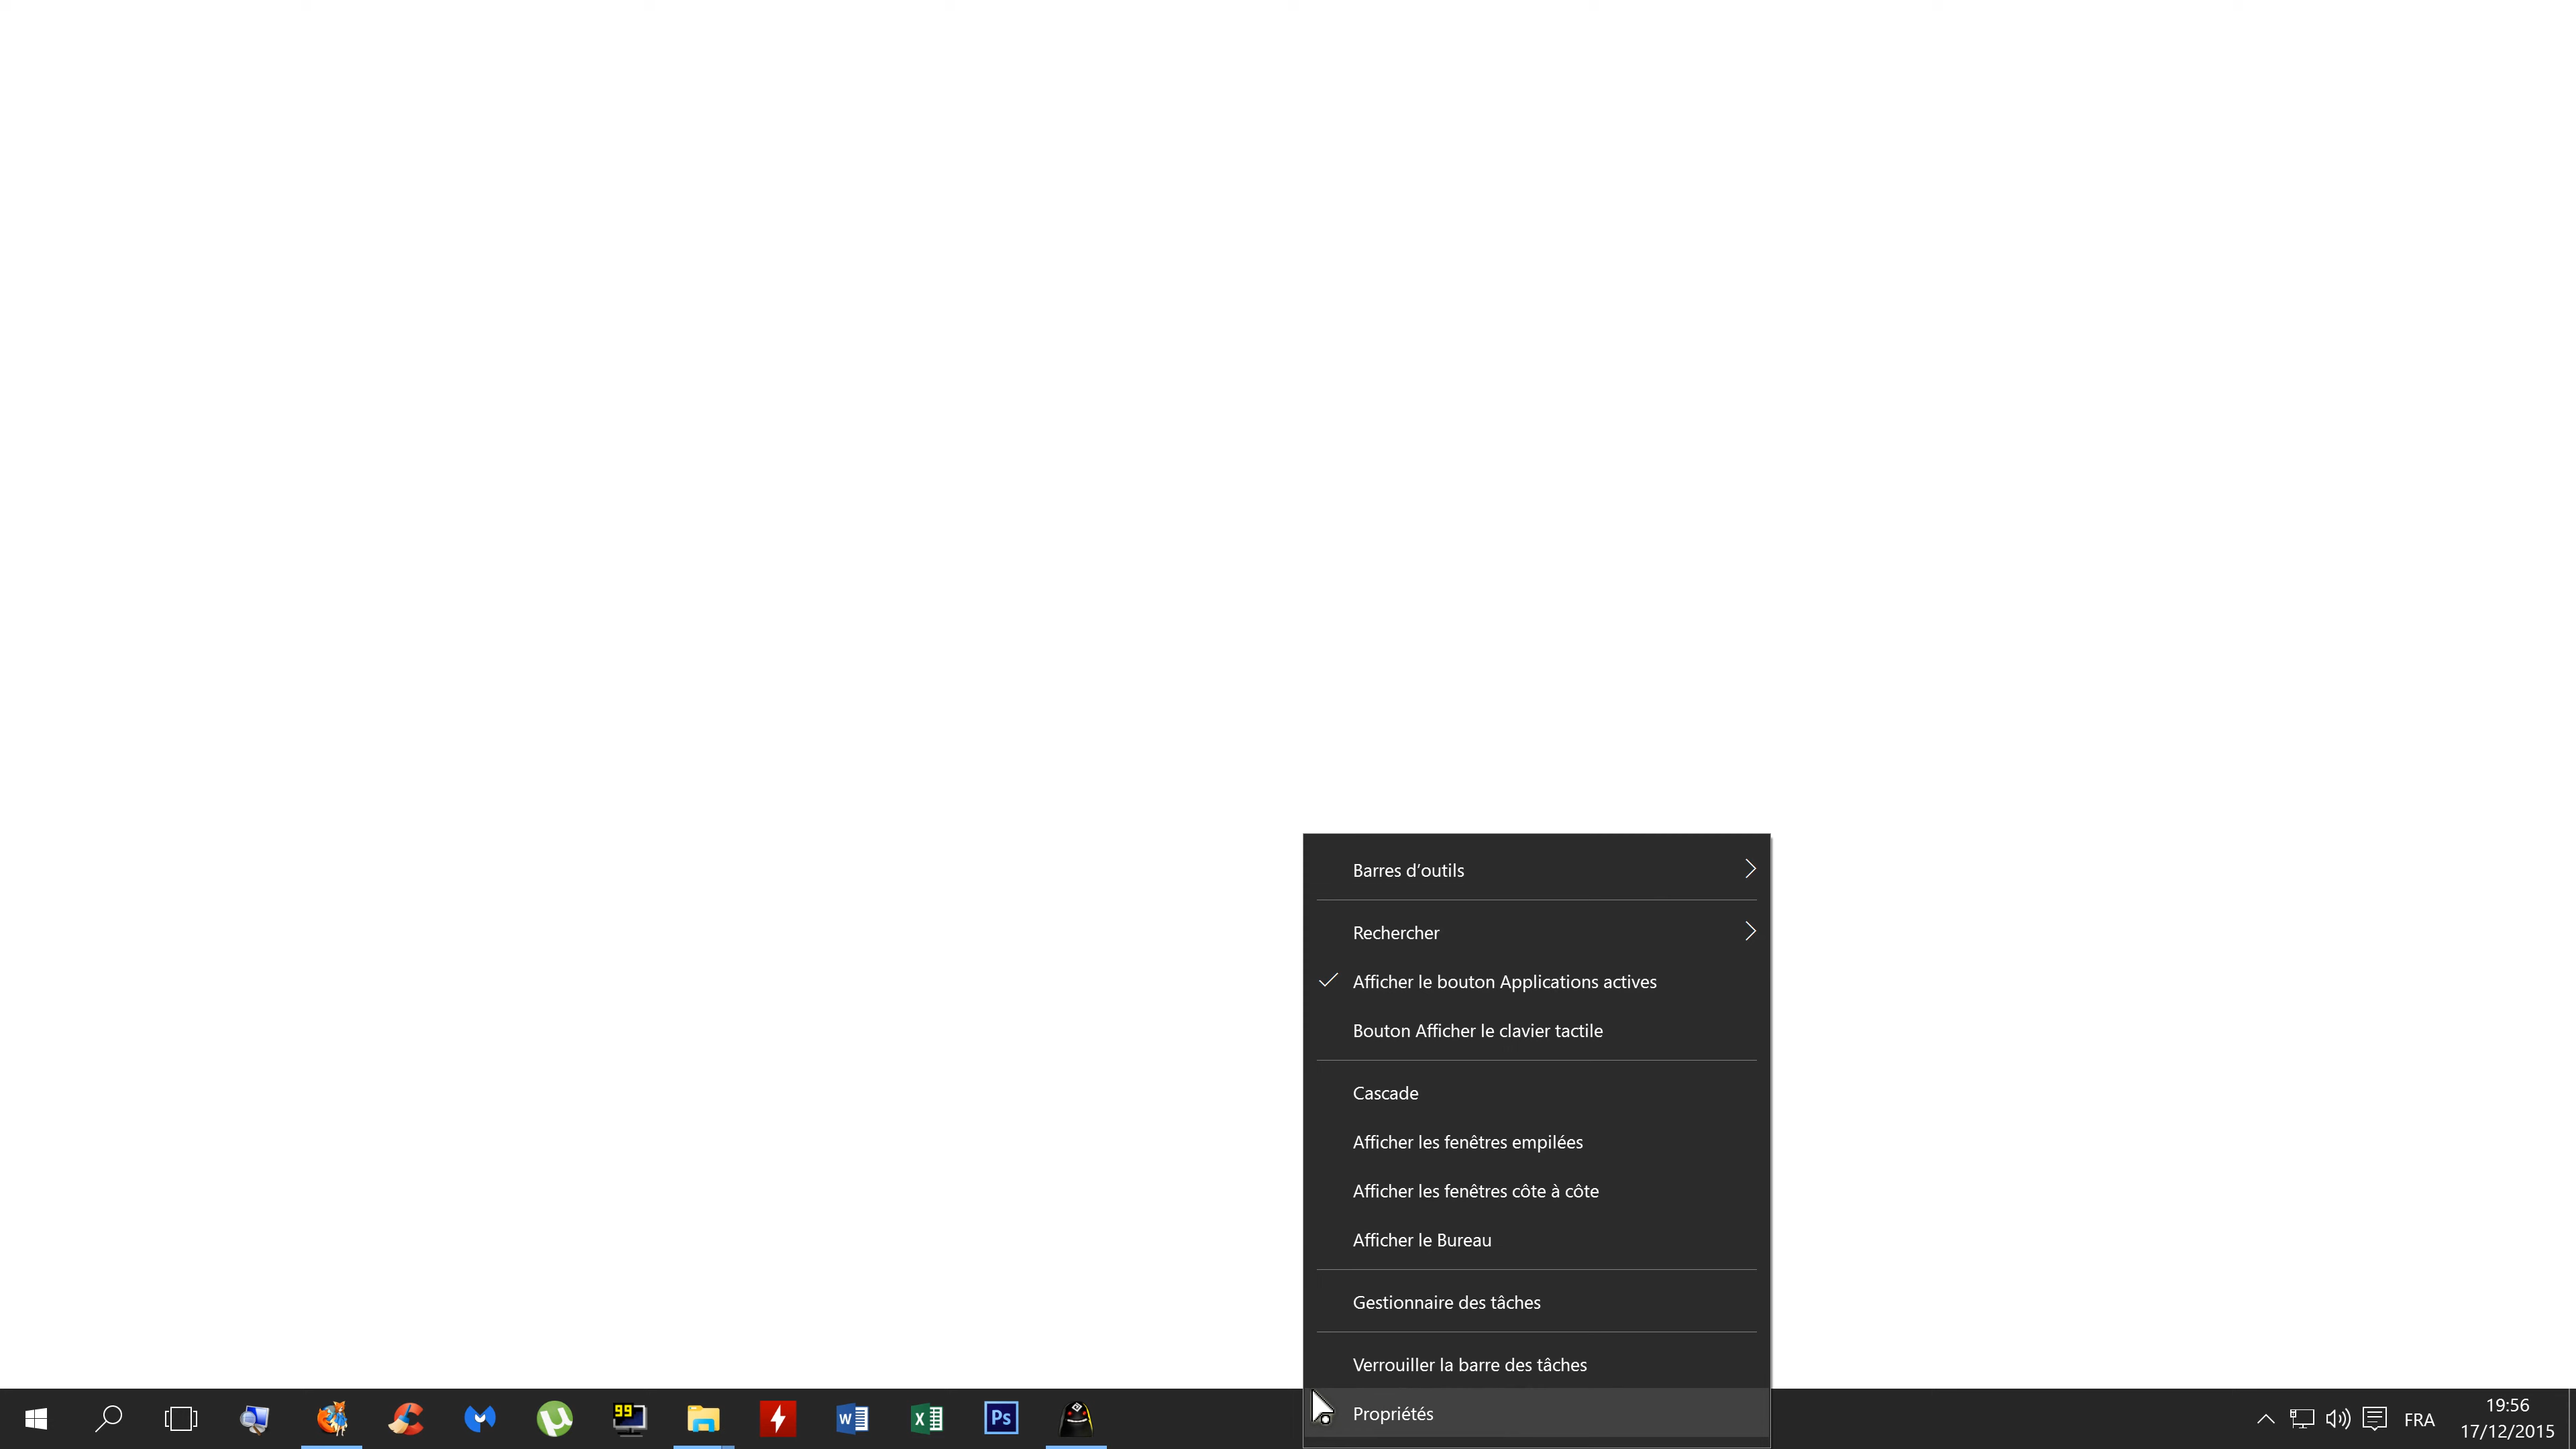 Barres d’outils
Rechercher
Afficher le bouton Applications actives
Bouton Afficher le clavier tactile
Cascade
Afficher les fenêtres empilées
Afficher les fenêtres côte à côte
Afficher le Bureau
Gestionnaire des tâches
Verrouiller la barre des tâches
Propriétés
99
W
X
Ps
FRA
19:56
17/12/2015